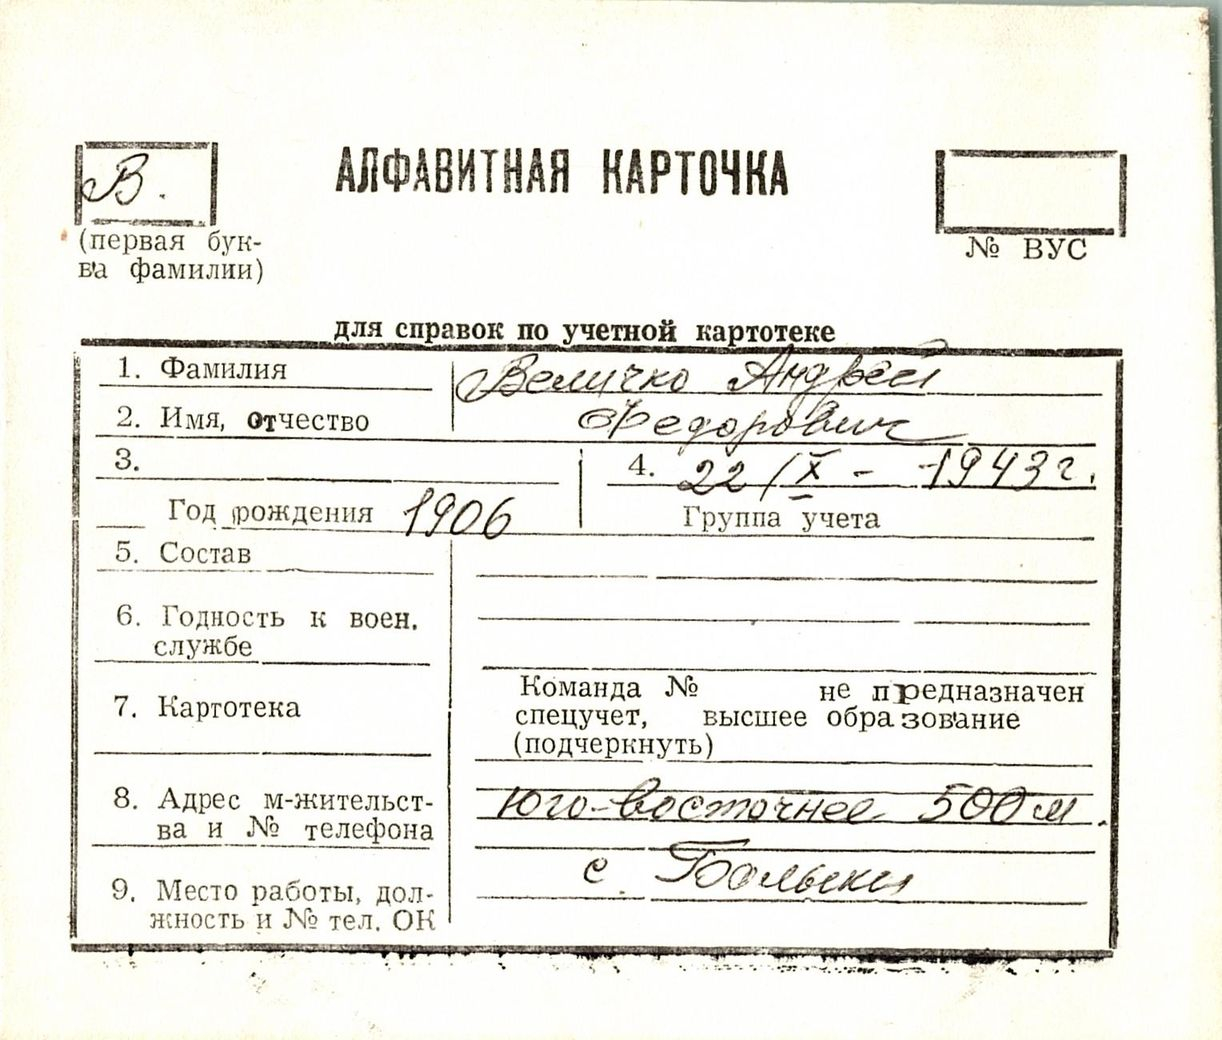 В.
АЛФАВИТНАЯ КАРТОЧКА
(первая бук-
ва фамилии)
№ ВУС
для справок по учетной картотеке
1. Фамилия Величко Андрей
2. Имя, отчество Федорович
3.
4. 22/X - 1943 г.
Год рождения 1906
Группа учета
5. Состав
6. Годность к воен.
службе
7. Картотека
Команда № не предназначен
спецучет, высшее образование
(подчеркнуть)
8. Адрес м-жительст-
ва и № телефона
юго-восточнее 500 м.
с.
9. Место работы, дол-
жность и № тел. ОК